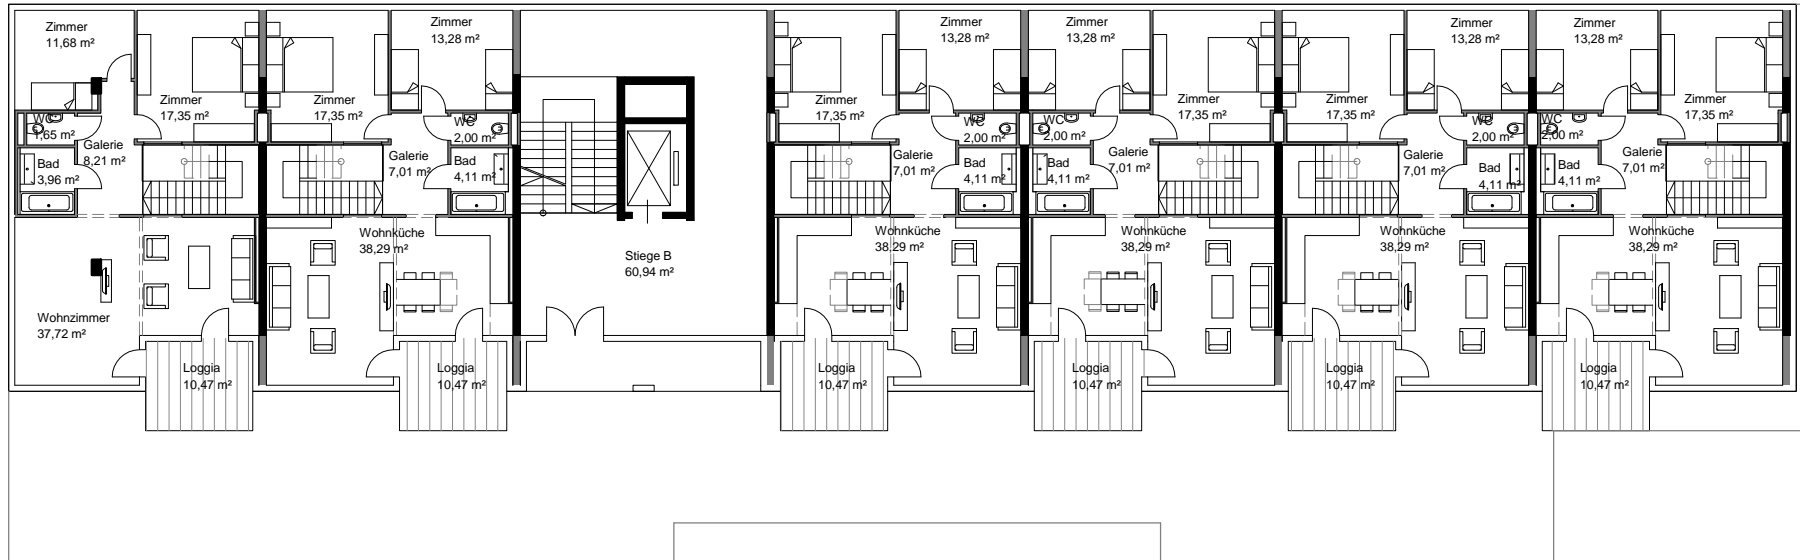 Zimmer
11,68 m²
Zimmer
17,35 m²
WC
1,65 m²
Galerie
8,21 m²
Bad
3,96 m²
Wohnzimmer
37,72 m²
Loggia
10,47 m²
Zimmer
17,35 m²
Zimmer
13,28 m²
WC
2,00 m²
Galerie
7,01 m²
Bad
4,11 m²
Wohnküche
38,29 m²
Loggia
10,47 m²
Stiege B
60,94 m²
Zimmer
17,35 m²
Zimmer
13,28 m²
WC
2,00 m²
Galerie
7,01 m²
Bad
4,11 m²
Wohnküche
38,29 m²
Loggia
10,47 m²
Zimmer
13,28 m²
Zimmer
17,35 m²
WC
2,00 m²
Bad
4,11 m²
Galerie
7,01 m²
Wohnküche
38,29 m²
Loggia
10,47 m²
Zimmer
17,35 m²
Zimmer
13,28 m²
WC
2,00 m²
Galerie
7,01 m²
Bad
4,11 m²
Wohnküche
38,29 m²
Loggia
10,47 m²
Zimmer
13,28 m²
Zimmer
17,35 m²
WC
2,00 m²
Bad
4,11 m²
Galerie
7,01 m²
Wohnküche
38,29 m²
Loggia
10,47 m²